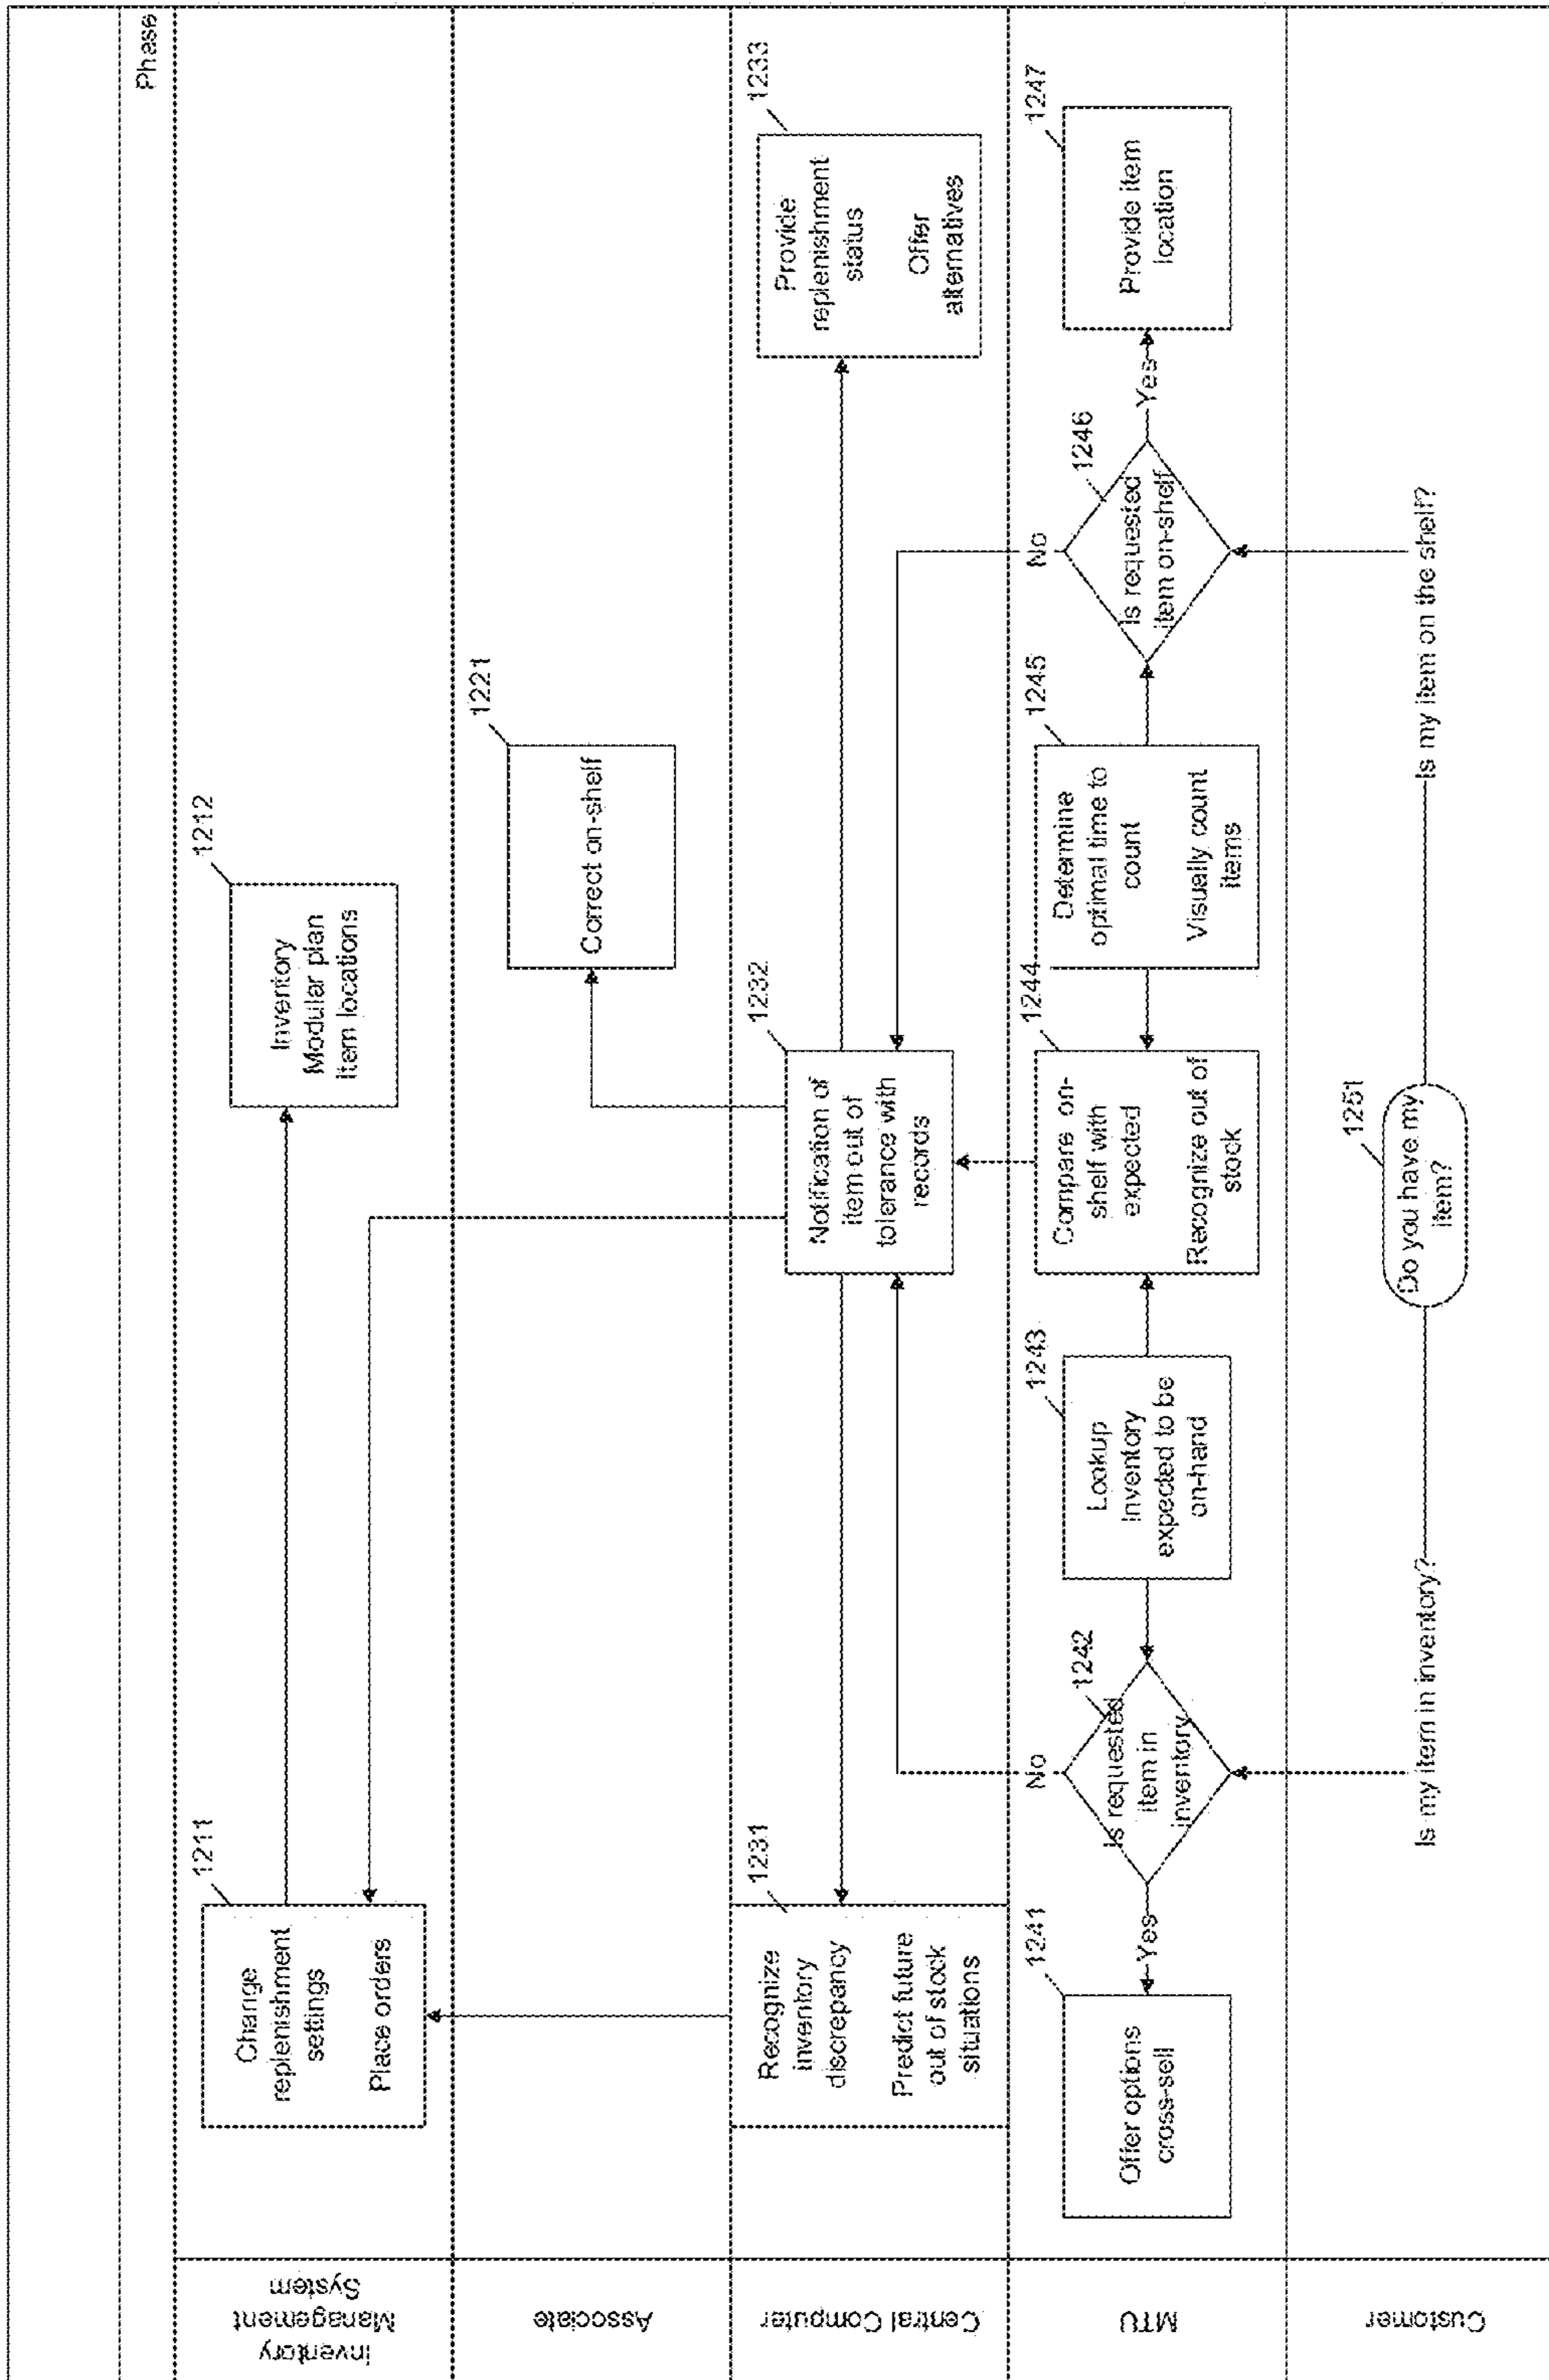 Phase
Inventory
Management
System
1211
Change
replenishment
settings
Place orders
1212
Inventory
Modular plan
Item locations
Associate
1221
Correct on-shelf
Central Computer
1231
Recognize
inventory
discrepancy
Predict future
out of stock
situations
1232
Notification of
item out of
tolerance with
records
1233
Provide
replenishment
status
Offer
alternatives
MTU
1241
Offer options
cross-sell
Yes
1242
Is requested
item in
inventory
No
1243
Lookup
Inventory
expected to be
on-hand
1244
Compare on-
shelf with
expected
Recognize out of
stock
1245
Determine
optimal time to
count
Visually count
items
1246
Is requested
item on-shelf
No
Yes
1247
Provide item
location
Customer
Is my item in inventory?
1251
Do you have my
item?
Is my item on the shelf?